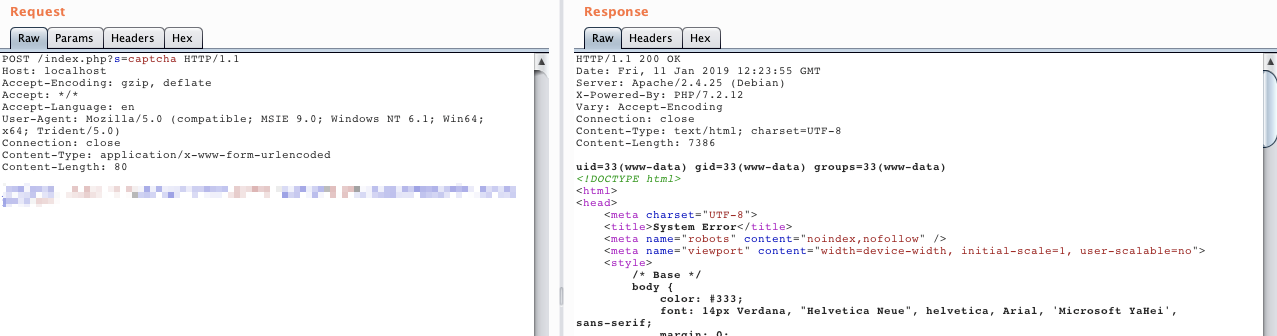 Request
Raw Params Headers Hex
POST /index.php?s=captcha HTTP/1.1
Host: localhost
Accept-Encoding: gzip, deflate
Accept: */*
Accept-Language: en
User-Agent: Mozilla/5.0 (compatible; MSIE 9.0; Windows NT 6.1; Win64;
x64; Trident/5.0)
Connection: close
Content-Type: application/x-www-form-urlencoded
Content-Length: 80
Response
Raw Headers Hex
HTTP/1.1 200 OK
Date: Fri, 11 Jan 2019 12:23:55 GMT
Server: Apache/2.4.25 (Debian)
X-Powered-By: PHP/7.2.12
Vary: Accept-Encoding
Connection: close
Content-Type: text/html; charset=UTF-8
Content-Length: 7386
uid=33(www-data) gid=33(www-data) groups=33(www-data)
<!DOCTYPE html>
<html>
<head>
<meta charset="UTF-8">
<title>System Error</title>
<meta name="robots" content="noindex,nofollow" />
<meta name="viewport" content="width=device-width, initial-scale=1, user-scalable=no">
<style>
/* Base */
body {
color: #333;
font: 14px Verdana, "Helvetica Neue", helvetica, Arial, 'Microsoft YaHei',
sans-serif;
margin: 0;